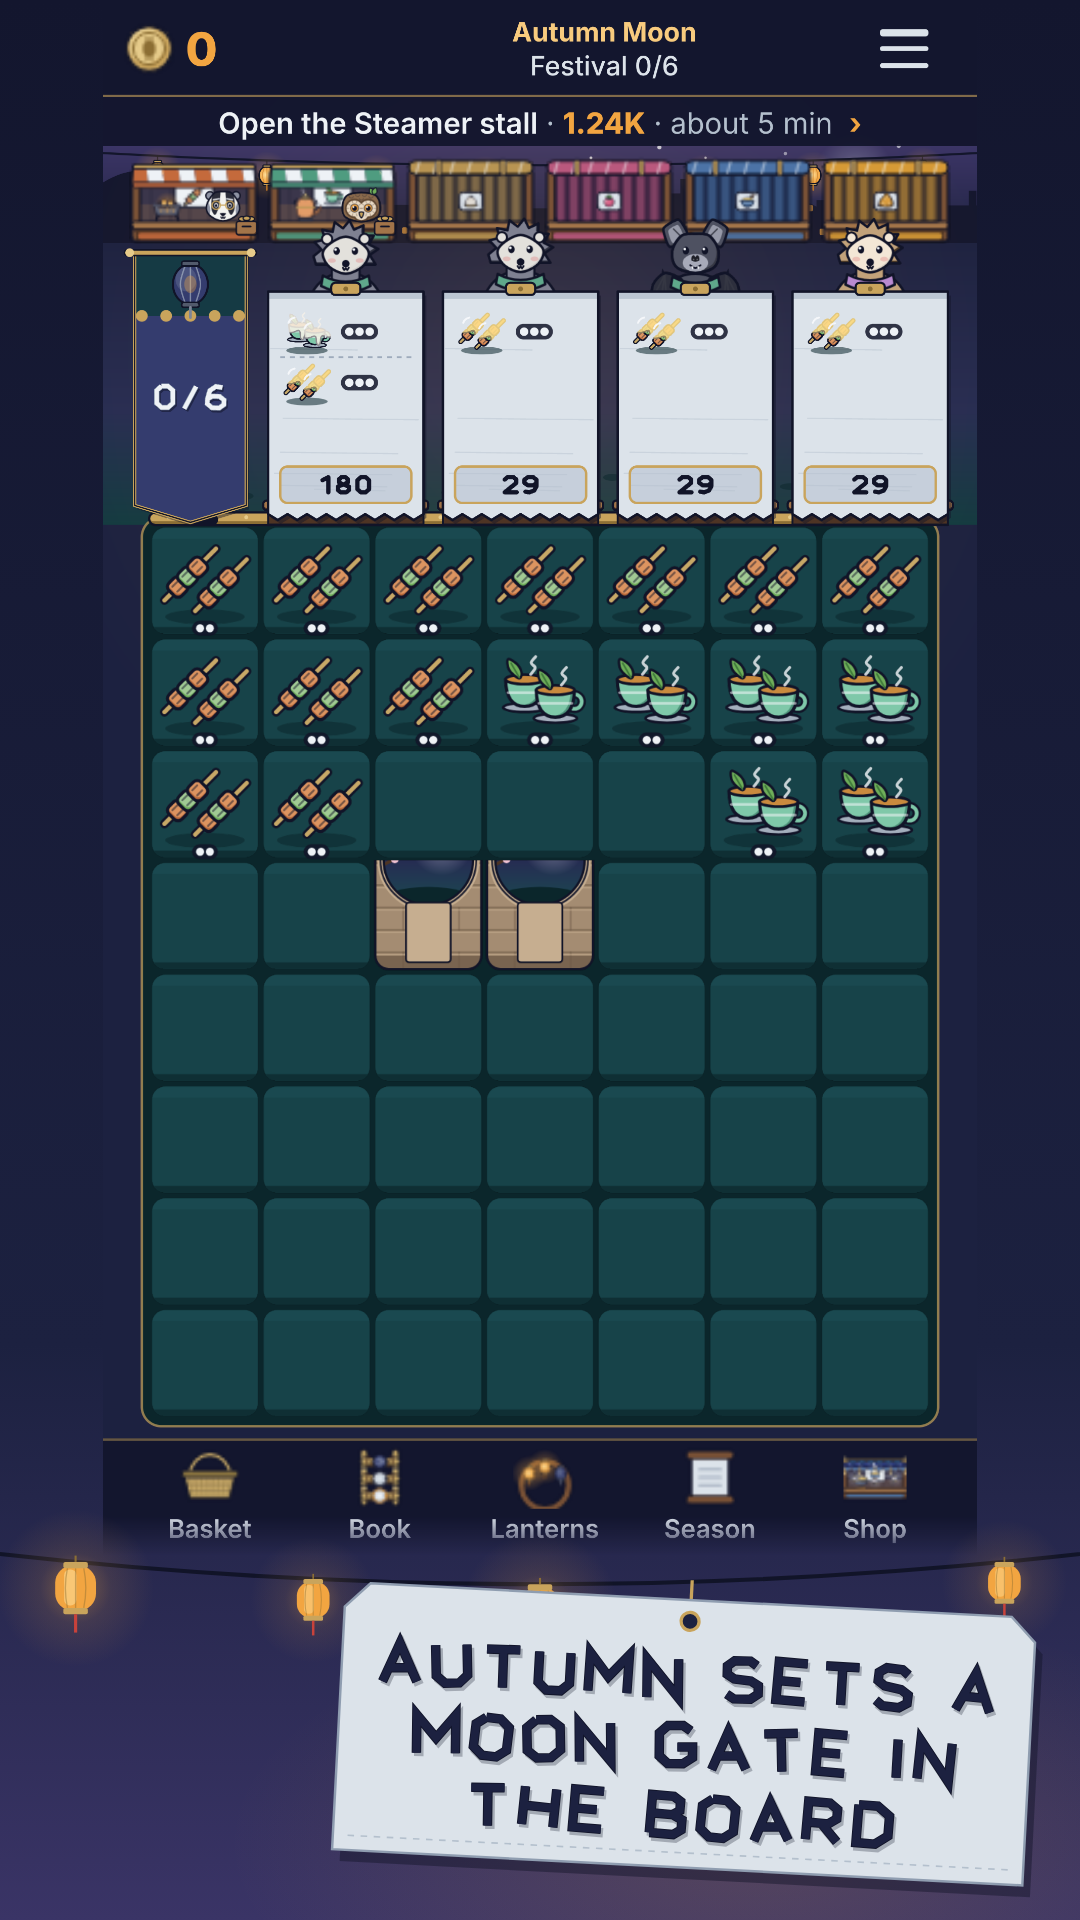 0
Autumn Moon
Festival 0/6
Open the Steamer stall · 1.24K · about 5 min ›
0/6
180
29
29
29
Basket
Book
Lanterns
Season
Shop
AUTUMN SETS A
MOON GATE IN
THE BOARD